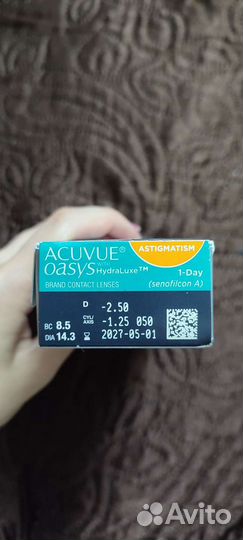 ACUVUE®
ASTIGMATISM
oasys WITH HydraLuxe™
1-Day
BRAND CONTACT LENSES
(senofilcon A)
D -2.50
BC 8.5 CYL/AXIS -1.25 050
DIA 14.3 2027-05-01
Avito